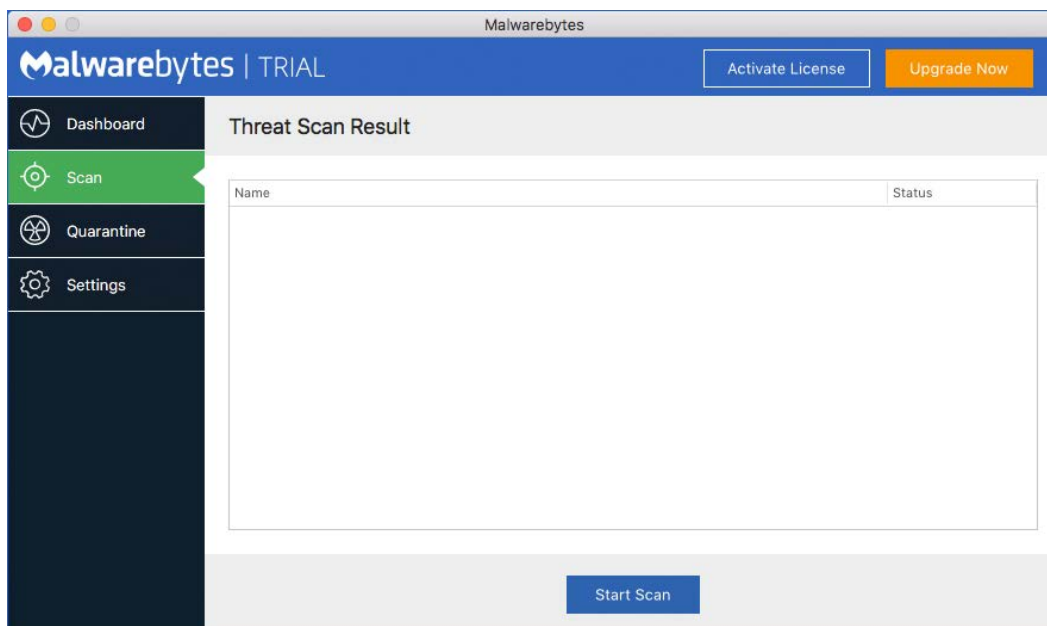 Malwarebytes
Malwarebytes | TRIAL
Activate License
Upgrade Now
Dashboard
Threat Scan Result
Scan
Name
Status
Quarantine
Settings
Start Scan